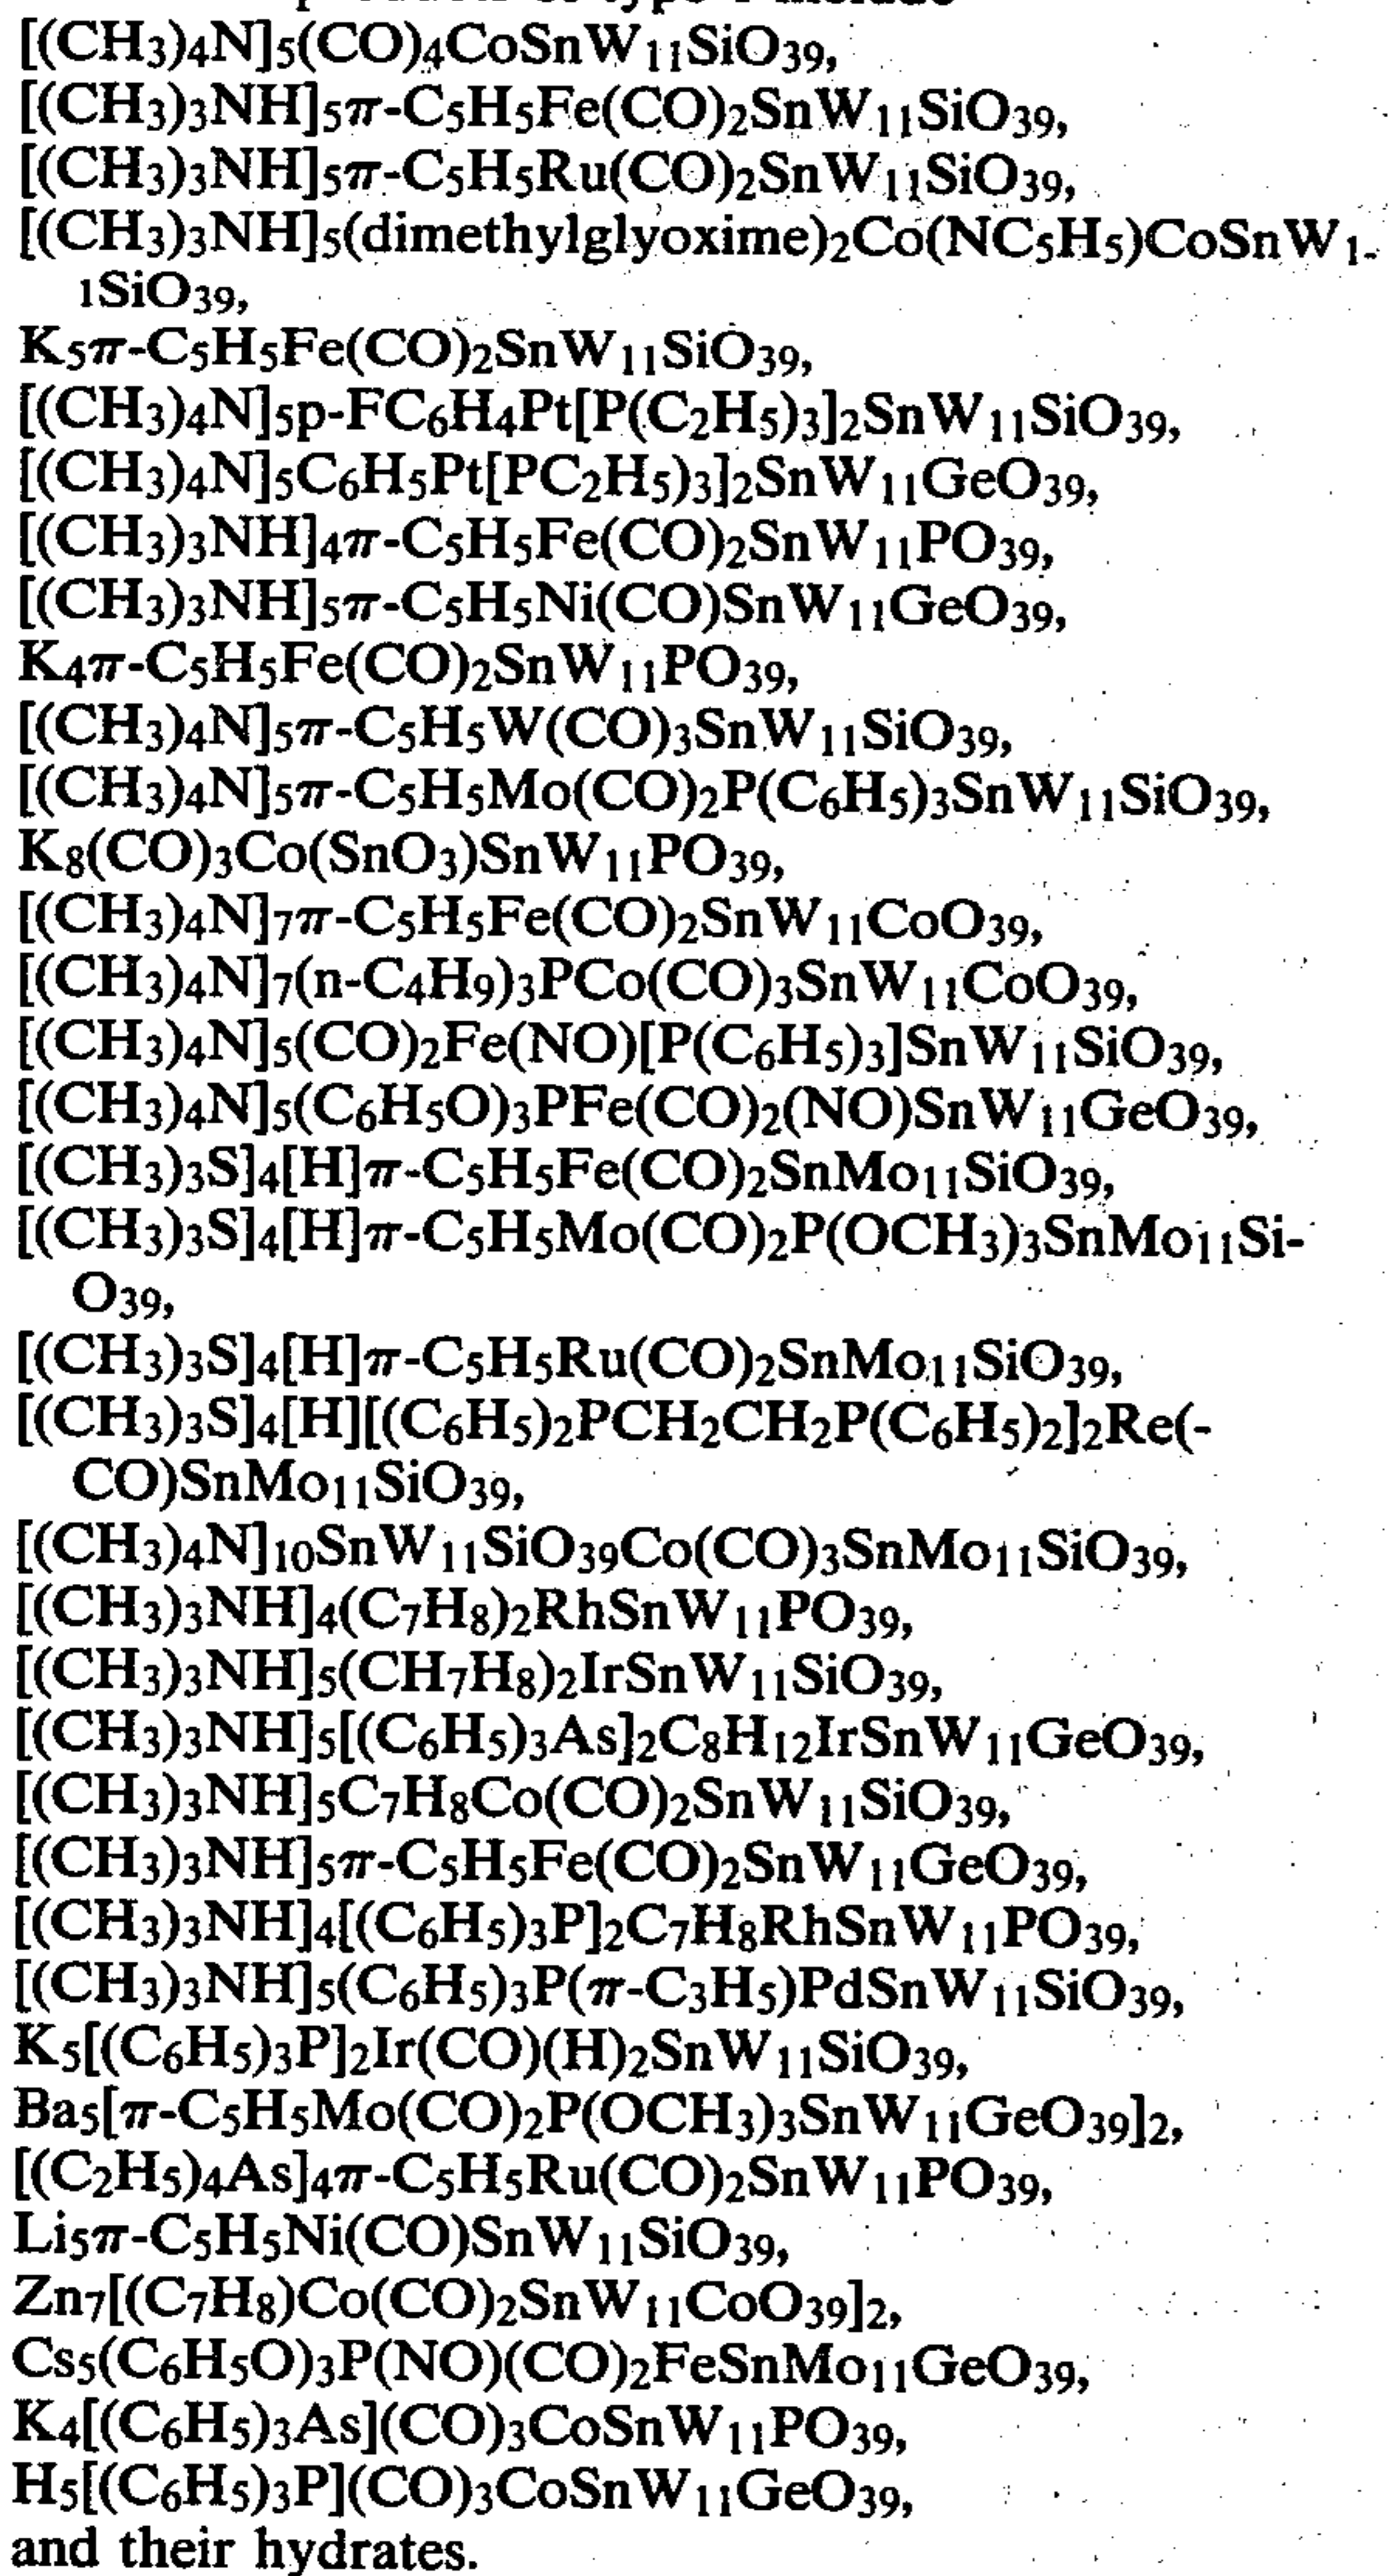 [(CH3)4N]5(CO)4CoSnW11SiO39,
[(CH3)3NH]5π-C5H5Fe(CO)2SnW11SiO39,
[(CH3)3NH]5π-C5H5Ru(CO)2SnW11SiO39,
[(CH3)3NH]5(dimethylglyoxime)2Co(NC5H5)CoSnW1-
1SiO39,
K5π-C5H5Fe(CO)2SnW11SiO39,
[(CH3)4N]5p-FC6H4Pt[P(C2H5)3]2SnW11SiO39,
[(CH3)4N]5C6H5Pt[PC2H5)3]2SnW11GeO39,
[(CH3)3NH]4π-C5H5Fe(CO)2SnW11PO39,
[(CH3)3NH]5π-C5H5Ni(CO)SnW11GeO39,
K4π-C5H5Fe(CO)2SnW11PO39,
[(CH3)4N]5π-C5H5W(CO)3SnW11SiO39,
[(CH3)4N]5π-C5H5Mo(CO)2P(C6H5)3SnW11SiO39,
K8(CO)3Co(SnO3)SnW11PO39,
[(CH3)4N]7π-C5H5Fe(CO)2SnW11CoO39,
[(CH3)4N]7(n-C4H9)3PCo(CO)3SnW11CoO39,
[(CH3)4N]5(CO)2Fe(NO)[P(C6H5)3]SnW11SiO39,
[(CH3)4N]5(C6H5O)3PFe(CO)2(NO)SnW11GeO39,
[(CH3)3S]4[H]π-C5H5Fe(CO)2SnMo11SiO39,
[(CH3)3S]4[H]π-C5H5Mo(CO)2P(OCH3)3SnMo11Si-
O39,
[(CH3)3S]4[H]π-C5H5Ru(CO)2SnMo11SiO39,
[(CH3)3S]4[H][(C6H5)2PCH2CH2P(C6H5)2]2Re(-
CO)SnMo11SiO39,
[(CH3)4N]10SnW11SiO39Co(CO)3SnMo11SiO39,
[(CH3)3NH]4(C7H8)2RhSnW11PO39,
[(CH3)3NH]5(CH7H8)2IrSnW11SiO39,
[(CH3)3NH]5[(C6H5)3As]2C8H12IrSnW11GeO39,
[(CH3)3NH]5C7H8Co(CO)2SnW11SiO39,
[(CH3)3NH]5π-C5H5Fe(CO)2SnW11GeO39,
[(CH3)3NH]4[(C6H5)3P]2C7H8RhSnW11PO39,
[(CH3)3NH]5(C6H5)3P(π-C3H5)PdSnW11SiO39,
K5[(C6H5)3P]2Ir(CO)(H)2SnW11SiO39,
Ba5[π-C5H5Mo(CO)2P(OCH3)3SnW11GeO39]2,
[(C2H5)4As]4π-C5H5Ru(CO)2SnW11PO39,
Li5π-C5H5Ni(CO)SnW11SiO39,
Zn7[(C7H8)Co(CO)2SnW11CoO39]2,
Cs5(C6H5O)3P(NO)(CO)2FeSnMo11GeO39,
K4[(C6H5)3As](CO)3CoSnW11PO39,
H5[(C6H5)3P](CO)3CoSnW11GeO39,
and their hydrates.